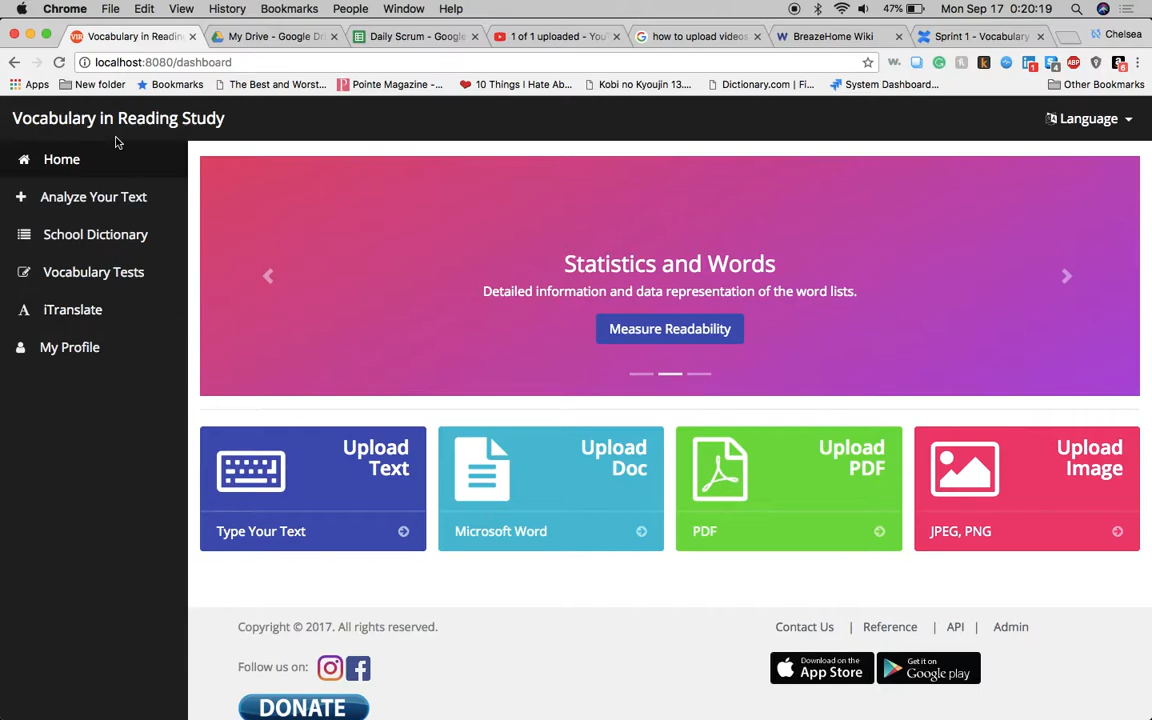 Chrome File Edit View History Bookmarks People Window Help 47% Mon Sep 17 0:20:19
Vocabulary in Readin My Drive - Google Dri Daily Scrum - Google 1 of 1 uploaded - YouT how to upload videos BreazeHome Wiki Sprint 1 - Vocabulary Chelsea
localhost:8080/dashboard
Apps New folder Bookmarks The Best and Worst... Pointe Magazine -... 10 Things I Hate Ab... Kobi no Kyoujin 13.... Dictionary.com | Fi... System Dashboard... Other Bookmarks
Vocabulary in Reading Study Language
Home
Analyze Your Text
School Dictionary
Vocabulary Tests
iTranslate
My Profile
Statistics and Words
Detailed information and data representation of the word lists.
Measure Readability
Upload
Text
Type Your Text
Upload
Doc
Microsoft Word
Upload
PDF
PDF
Upload
Image
JPEG, PNG
Copyright © 2017. All rights reserved. Contact Us | Reference | API | Admin
Follow us on:
Download on the
App Store
Get it on
Google play
DONATE